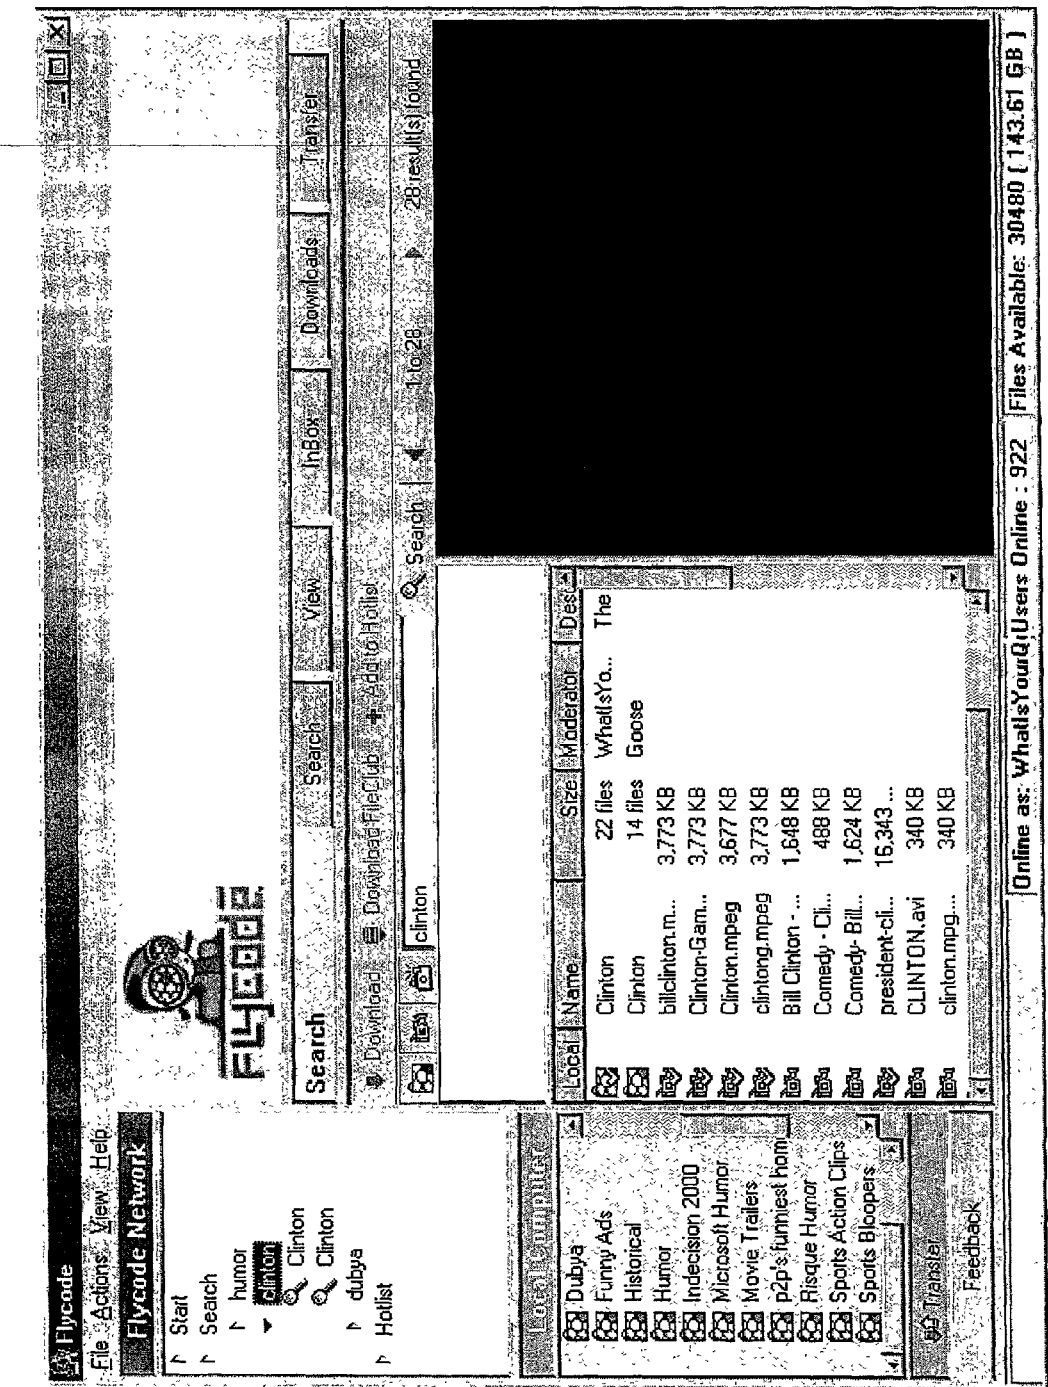 Flycode
File Actions View Help
Flycode Network
Start
Search
humor
clinton
Clinton
Clinton
dubya
Hotlist
Local Computer
Dubya
Funny Ads
Historical
Humor
Indecision 2000
Microsoft Humor
Movie Trailers
p2p's funniest hom
Risque Humor
Sports Action Clips
Sports Bloopers
Transfer
Feedback
FLYCODE
Search
Search View InBox Downloads Transfer
Download Download FileClub + Add to Hotlist
clinton Search 1 to 28 28 result(s) found
Local Name Size Moderator Des
Clinton 22 files WhatIsYo... The
Clinton 14 files Goose
billclinton.m... 3,773 KB
Clinton-Gam... 3,773 KB
Clinton.mpeg 3,677 KB
clintong.mpeg 3,773 KB
Bill Clinton - ... 1,648 KB
Comedy - Cli... 488 KB
Comedy- Bill... 1,624 KB
president-cli... 16,343 ...
CLINTON.avi 340 KB
clinton.mpg.... 340 KB
Online as: WhatIsYourQ Users Online : 922 Files Available: 30480 ( 143.61 GB )